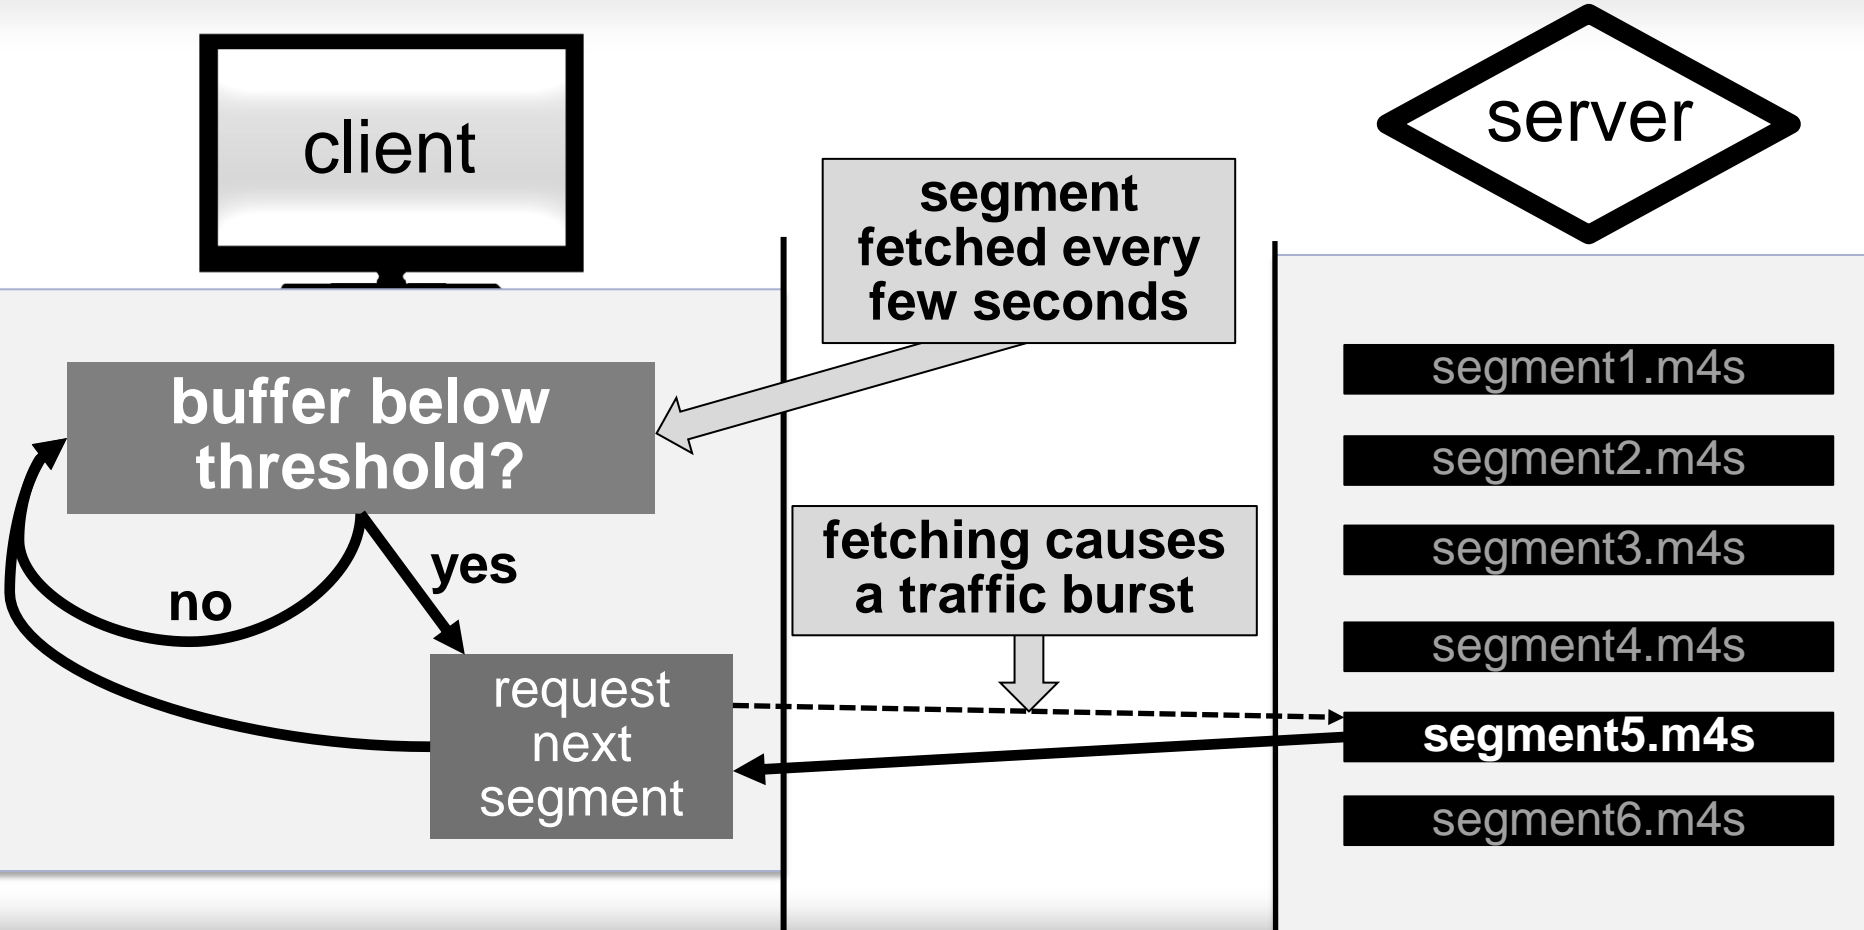 client
server
segment
fetched every
few seconds
buffer below
threshold?
no
yes
fetching causes
a traffic burst
request
next
segment
segment1.m4s
segment2.m4s
segment3.m4s
segment4.m4s
segment5.m4s
segment6.m4s